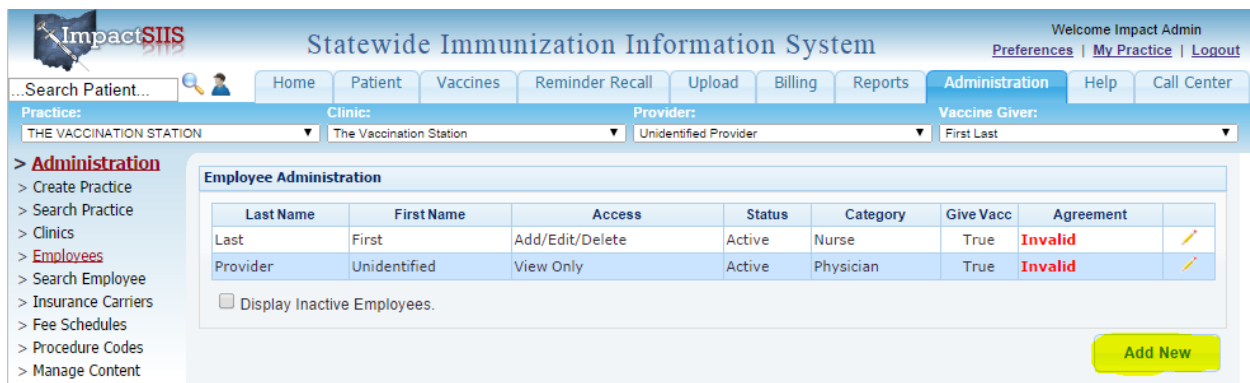 ImpactSIIS
Statewide Immunization Information System
Welcome Impact Admin
Preferences | My Practice | Logout
...Search Patient...
Home Patient Vaccines Reminder Recall Upload Billing Reports Administration Help Call Center
Practice: Clinic: Provider: Vaccine Giver:
THE VACCINATION STATION The Vaccination Station Unidentified Provider First Last
> Administration
> Create Practice
> Search Practice
> Clinics
> Employees
> Search Employee
> Insurance Carriers
> Fee Schedules
> Procedure Codes
> Manage Content
Employee Administration
Last Name First Name Access Status Category Give Vacc Agreement
Last First Add/Edit/Delete Active Nurse True Invalid
Provider Unidentified View Only Active Physician True Invalid
Display Inactive Employees.
Add New